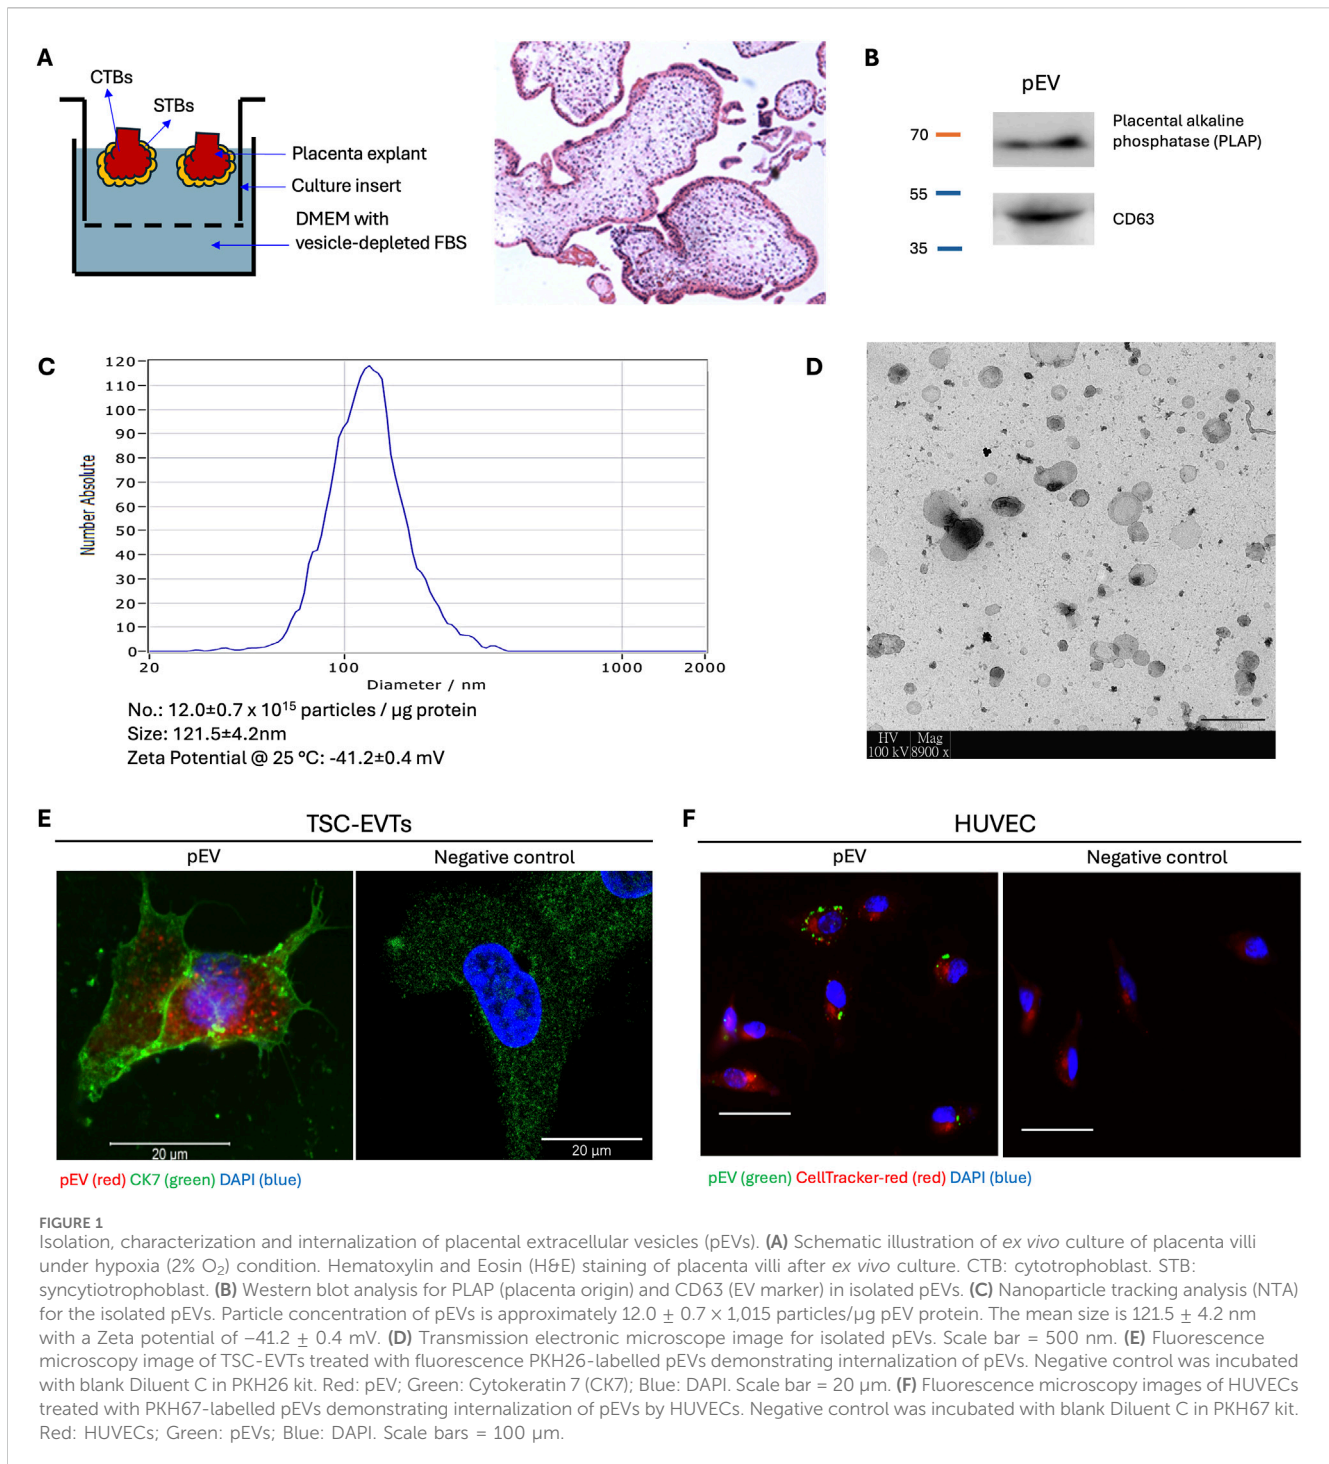 A
CTBs
STBs
Placenta explant
Culture insert
DMEM with
vesicle-depleted FBS
B
pEV
70
55
35
Placental alkaline
phosphatase (PLAP)
CD63
C
Number Absolute
120
110
100
90
80
70
60
50
40
30
20
10
0
20
100
1000
2000
Diameter / nm
No.: 12.0±0.7 x 10¹⁵ particles / µg protein
Size: 121.5±4.2nm
Zeta Potential @ 25 °C: -41.2±0.4 mV
D
HV
100 kV
Mag
8900 x
E
TSC-EVTs
pEV
Negative control
20 µm
20 µm
pEV (red) CK7 (green) DAPI (blue)
F
HUVEC
pEV
Negative control
pEV (green) CellTracker-red (red) DAPI (blue)
FIGURE 1
Isolation, characterization and internalization of placental extracellular vesicles (pEVs). (A) Schematic illustration of ex vivo culture of placenta villi
under hypoxia (2% O₂) condition. Hematoxylin and Eosin (H&E) staining of placenta villi after ex vivo culture. CTB: cytotrophoblast. STB:
syncytiotrophoblast. (B) Western blot analysis for PLAP (placenta origin) and CD63 (EV marker) in isolated pEVs. (C) Nanoparticle tracking analysis (NTA)
for the isolated pEVs. Particle concentration of pEVs is approximately 12.0 ± 0.7 × 1,015 particles/µg pEV protein. The mean size is 121.5 ± 4.2 nm
with a Zeta potential of −41.2 ± 0.4 mV. (D) Transmission electronic microscope image for isolated pEVs. Scale bar = 500 nm. (E) Fluorescence
microscopy image of TSC-EVTs treated with fluorescence PKH26-labelled pEVs demonstrating internalization of pEVs. Negative control was incubated
with blank Diluent C in PKH26 kit. Red: pEV; Green: Cytokeratin 7 (CK7); Blue: DAPI. Scale bar = 20 µm. (F) Fluorescence microscopy images of HUVECs
treated with PKH67-labelled pEVs demonstrating internalization of pEVs by HUVECs. Negative control was incubated with blank Diluent C in PKH67 kit.
Red: HUVECs; Green: pEVs; Blue: DAPI. Scale bars = 100 µm.